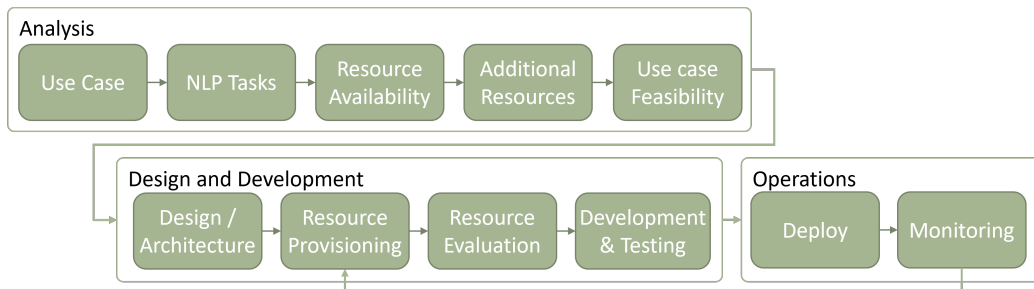 Analysis
Use Case
NLP Tasks
Resource
Availability
Additional
Resources
Use case
Feasibility
Design and Development
Design /
Architecture
Resource
Provisioning
Resource
Evaluation
Development
& Testing
Operations
Deploy
Monitoring